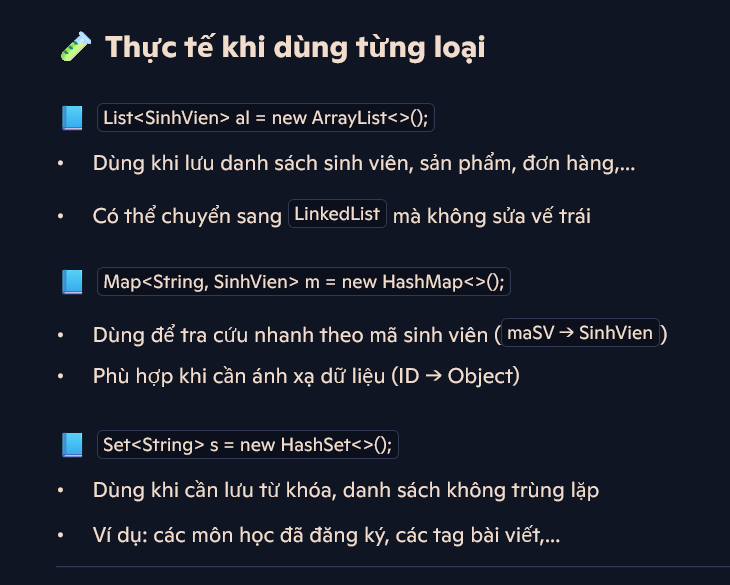 Thực tế khi dùng từng loại
List<SinhVien> al = new ArrayList<>();
• Dùng khi lưu danh sách sinh viên, sản phẩm, đơn hàng,...
• Có thể chuyển sang LinkedList mà không sửa vế trái
Map<String, SinhVien> m = new HashMap<>();
• Dùng để tra cứu nhanh theo mã sinh viên (maSV → SinhVien)
• Phù hợp khi cần ánh xạ dữ liệu (ID → Object)
Set<String> s = new HashSet<>();
• Dùng khi cần lưu từ khóa, danh sách không trùng lặp
• Ví dụ: các môn học đã đăng ký, các tag bài viết,...